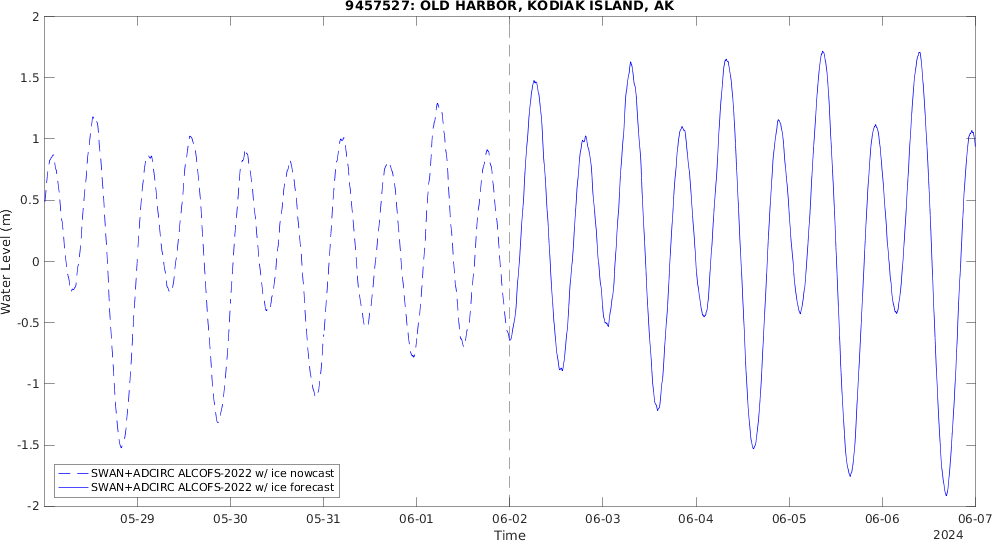 9457527: OLD HARBOR, KODIAK ISLAND, AK
Water Level (m)
2
1.5
1
0.5
0
-0.5
-1
-1.5
-2
SWAN+ADCIRC ALCOFS-2022 w/ ice nowcast
SWAN+ADCIRC ALCOFS-2022 w/ ice forecast
05-29 05-30 05-31 06-01 06-02 06-03 06-04 06-05 06-06 06-07
Time
2024